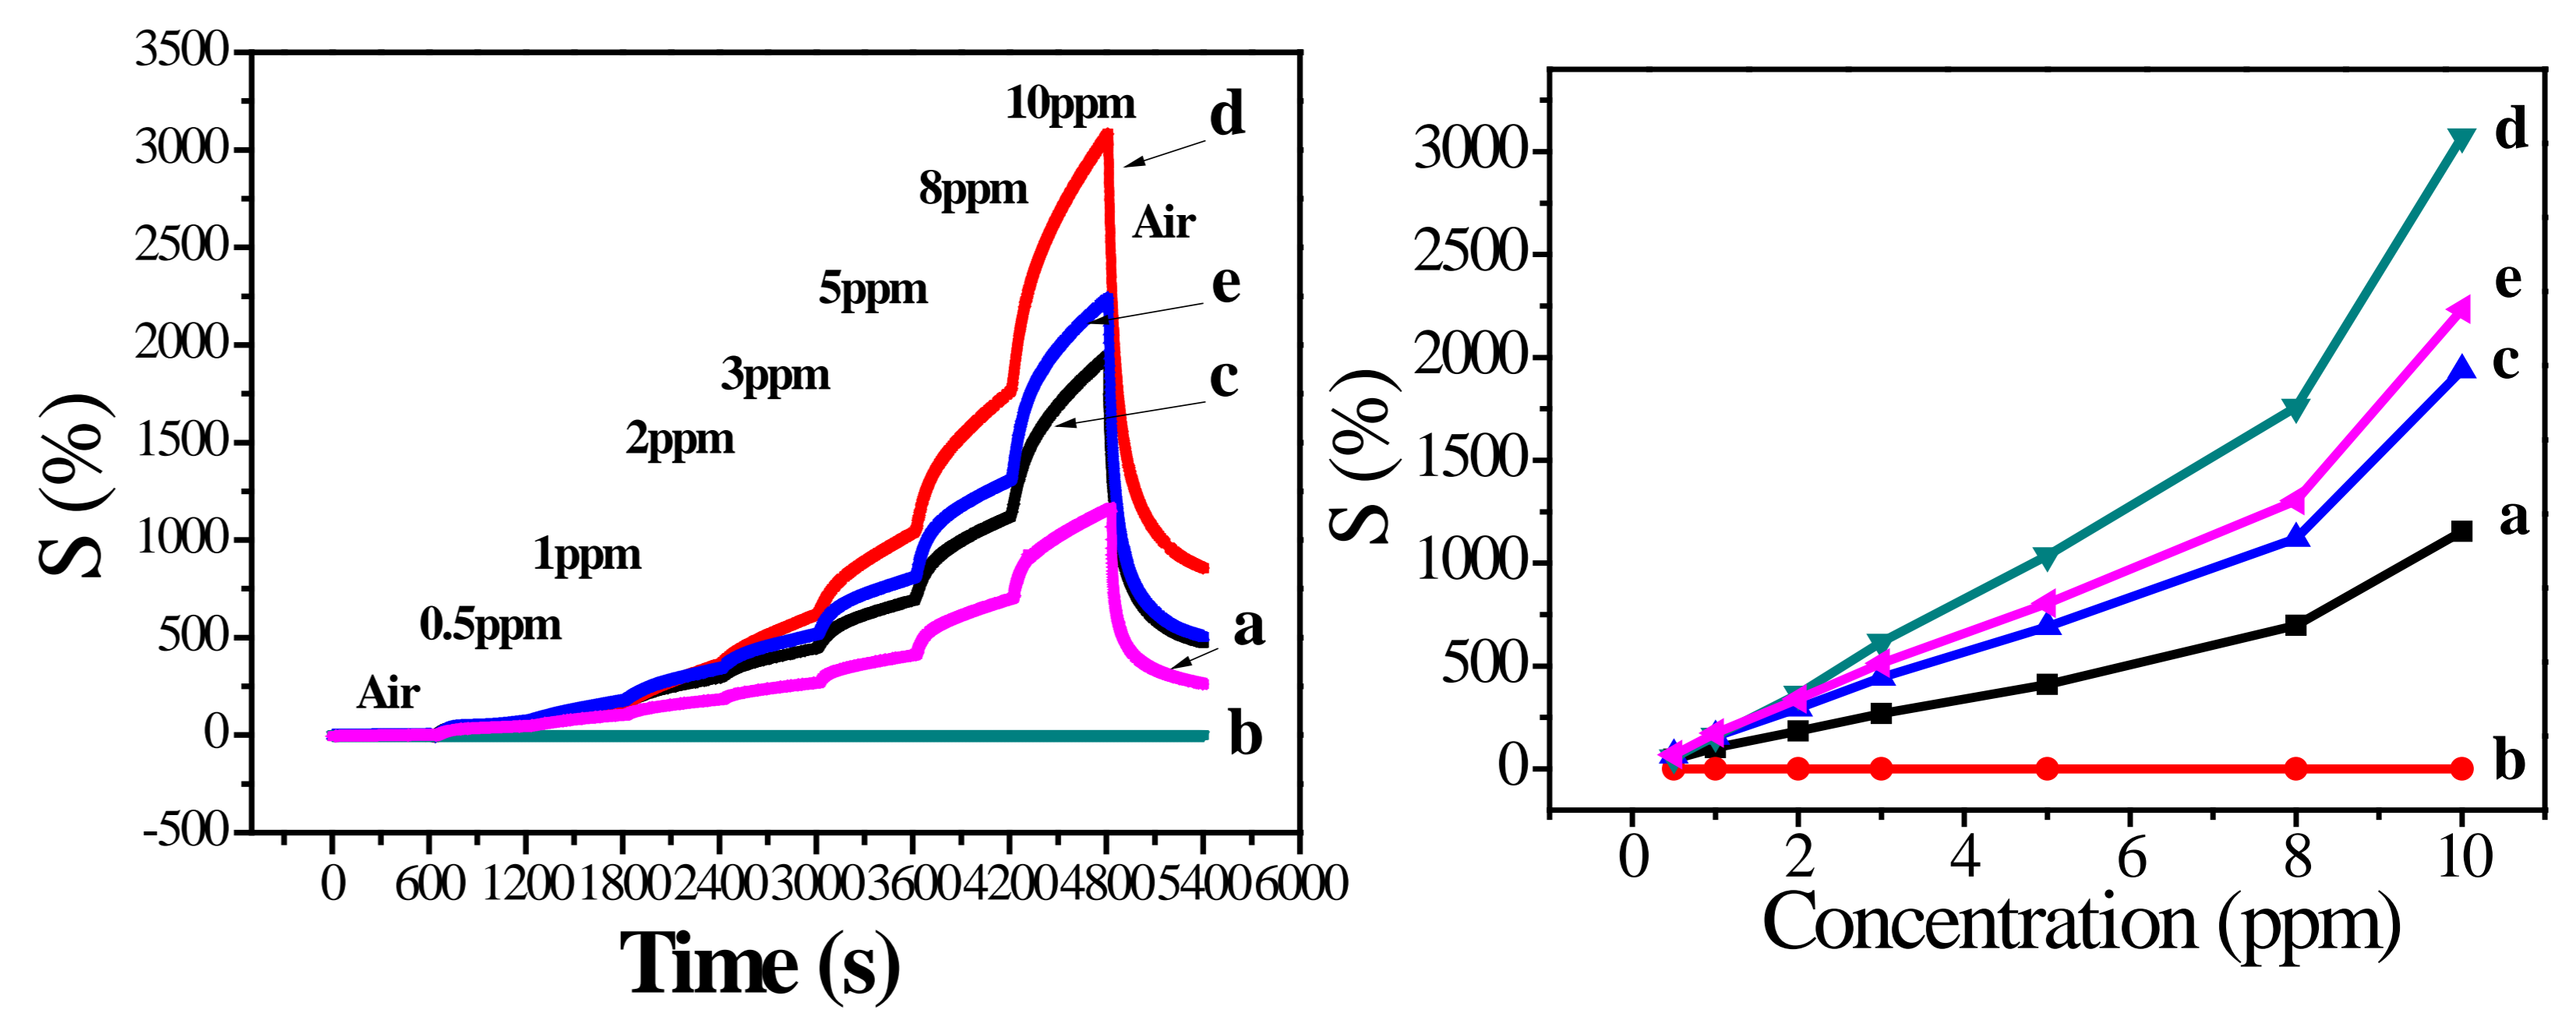 3500
3000
2500
2000
1500
1000
500
0
-500
S (%)
0 600 1200 1800 2400 3000 3600 4200 4800 5400 6000
Time (s)
Air
0.5ppm
1ppm
2ppm
3ppm
5ppm
8ppm
10ppm
Air
d
e
c
a
b
3000
2500
2000
1500
1000
500
0
S (%)
0 2 4 6 8 10
Concentration (ppm)
d
e
c
a
b